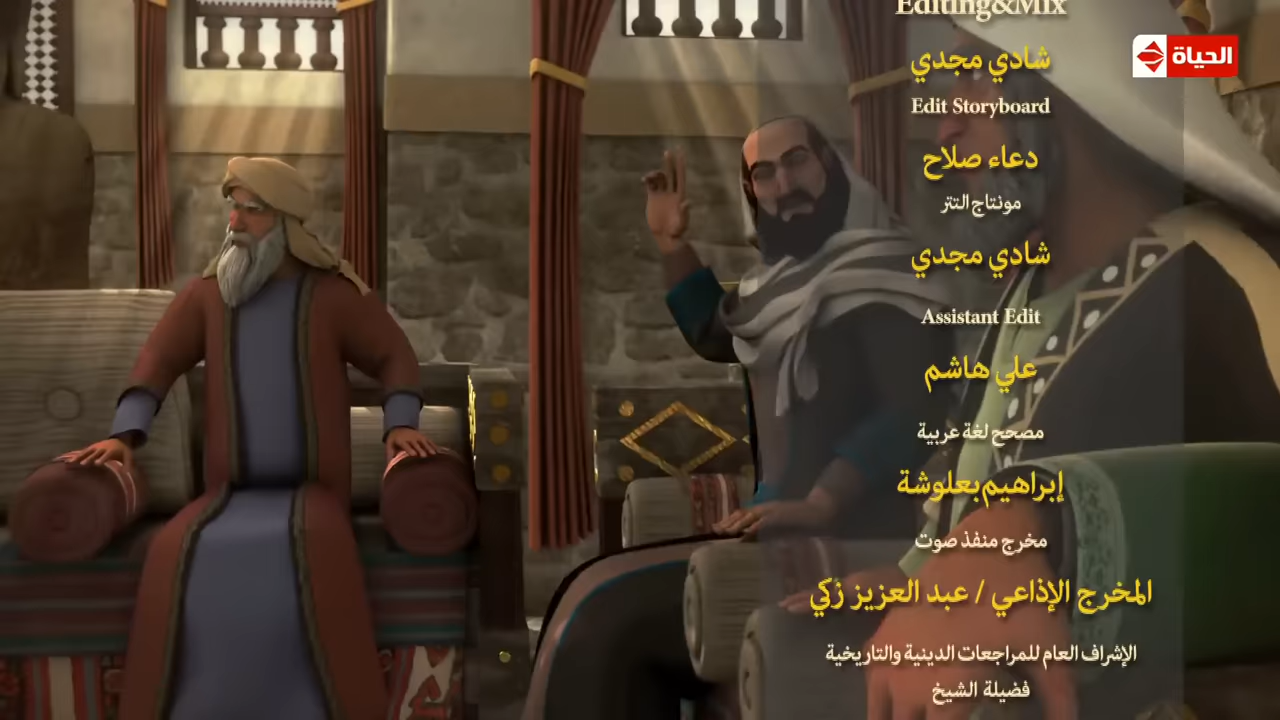 Editing&Mix
الحياة
شادي مجدي
Edit Storyboard
دعاء صلاح
مونتاج التتر
شادي مجدي
Assistant Edit
علي هاشم
مصحح لغة عربية
إبراهيم بعلوشة
مخرج منفذ صوت
المخرج الإذاعي / عبد العزيز زكي
الإشراف العام للمراجعات الدينية والتاريخية
فضيلة الشيخ